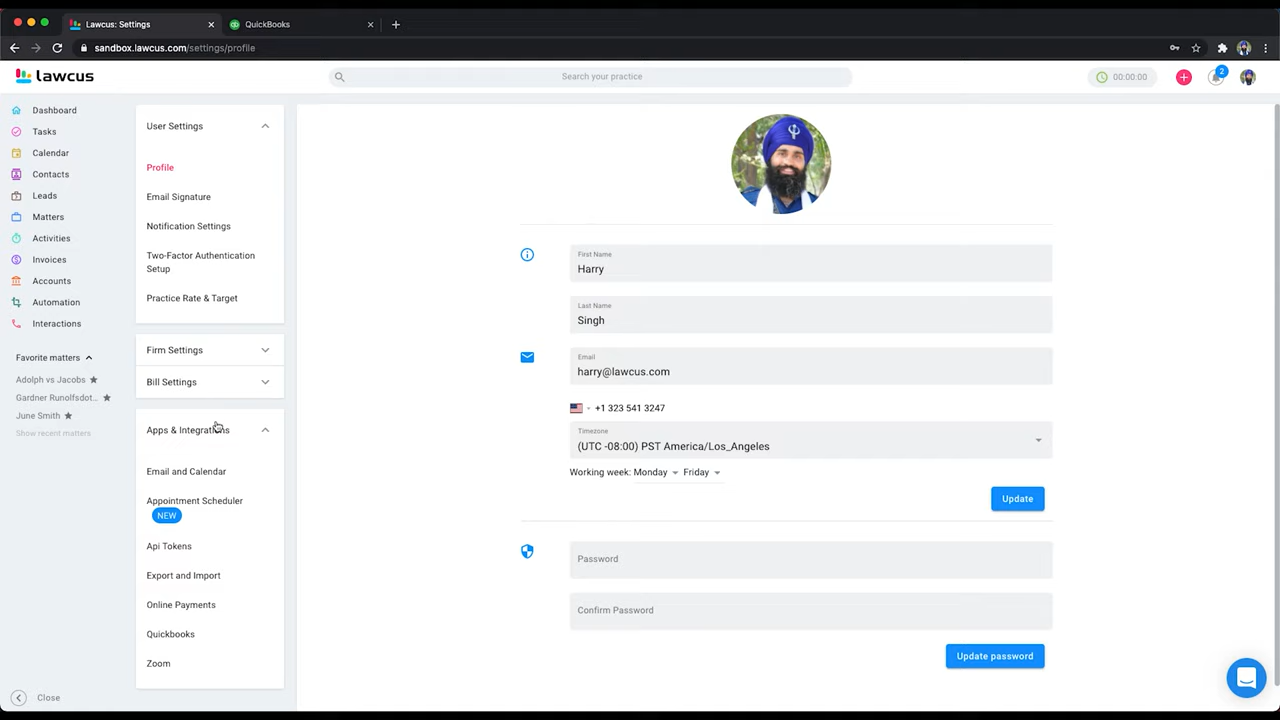 Lawcus: Settings
QuickBooks
sandbox.lawcus.com/settings/profile
lawcus
Search your practice
00:00:00
2
Dashboard
Tasks
Calendar
Contacts
Leads
Matters
Activities
Invoices
Accounts
Automation
Interactions
Favorite matters
Adolph vs Jacobs
Gardner Runolfsdot...
June Smith
Show recent matters
Close
User Settings
Profile
Email Signature
Notification Settings
Two-Factor Authentication
Setup
Practice Rate & Target
Firm Settings
Bill Settings
Apps & Integrations
Email and Calendar
Appointment Scheduler
NEW
Api Tokens
Export and Import
Online Payments
Quickbooks
Zoom
First Name
Harry
Last Name
Singh
Email
harry@lawcus.com
+1 323 541 3247
Timezone
(UTC -08:00) PST America/Los_Angeles
Working week: Monday Friday
Update
Password
Confirm Password
Update password